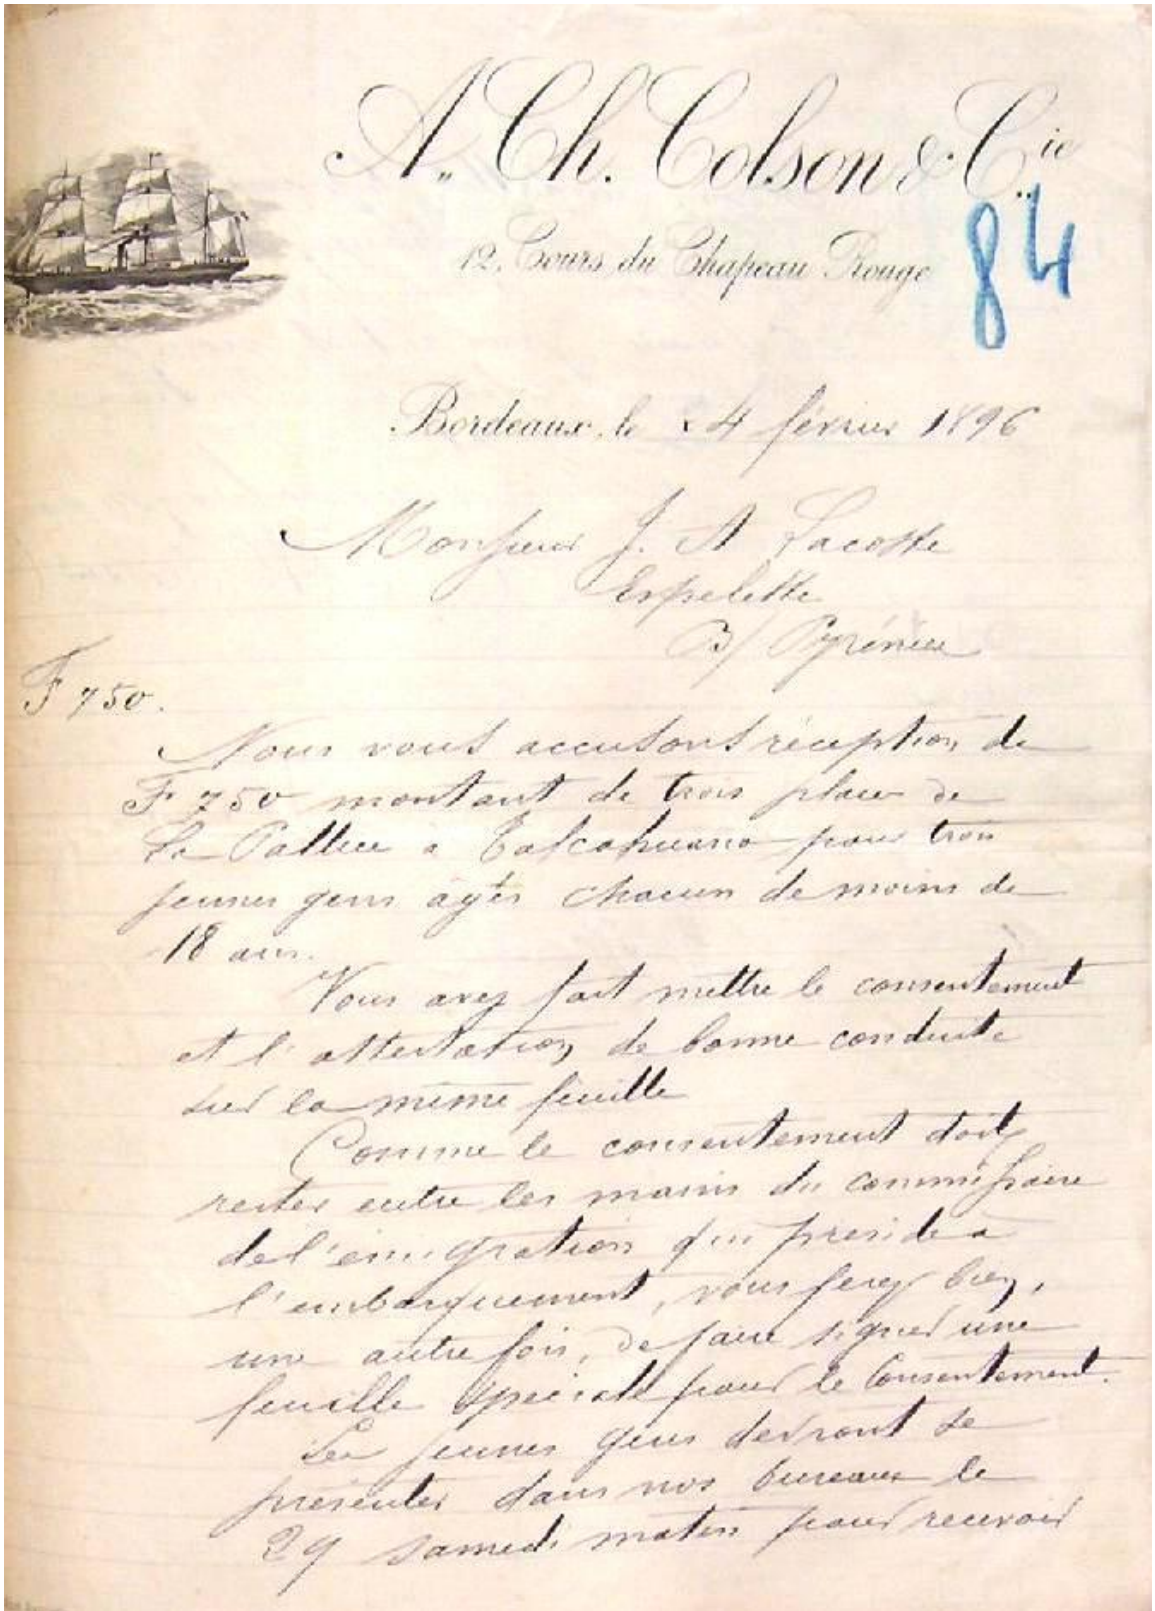 A. Ch. Colson & Cie
84
12, Cours du Chapeau Rouge
Bordeaux, le 24 février 1896
Monsieur J. A Lacoste
Espelette
B/ Pyrénées
F 750.
Nous vous accusons réception de
F 750 montant de trois places de
La Pallice a Talcahuano pour trois
jeunes gens âgés chacun de moins de
18 ans.
Vous avez fait mettre le consentement
et l'attestation de bonne conduite
sur la même feuille
Comme le consentement doit
rester entre les mains du commissaire
de l'émigration qui préside à
l'embarquement, vous ferez bien,
une autre fois, de faire signer une
feuille spéciale pour le Consentement.
Les jeunes gens devront se
présenter dans nos bureaux le
29 samedi matin pour recevoir